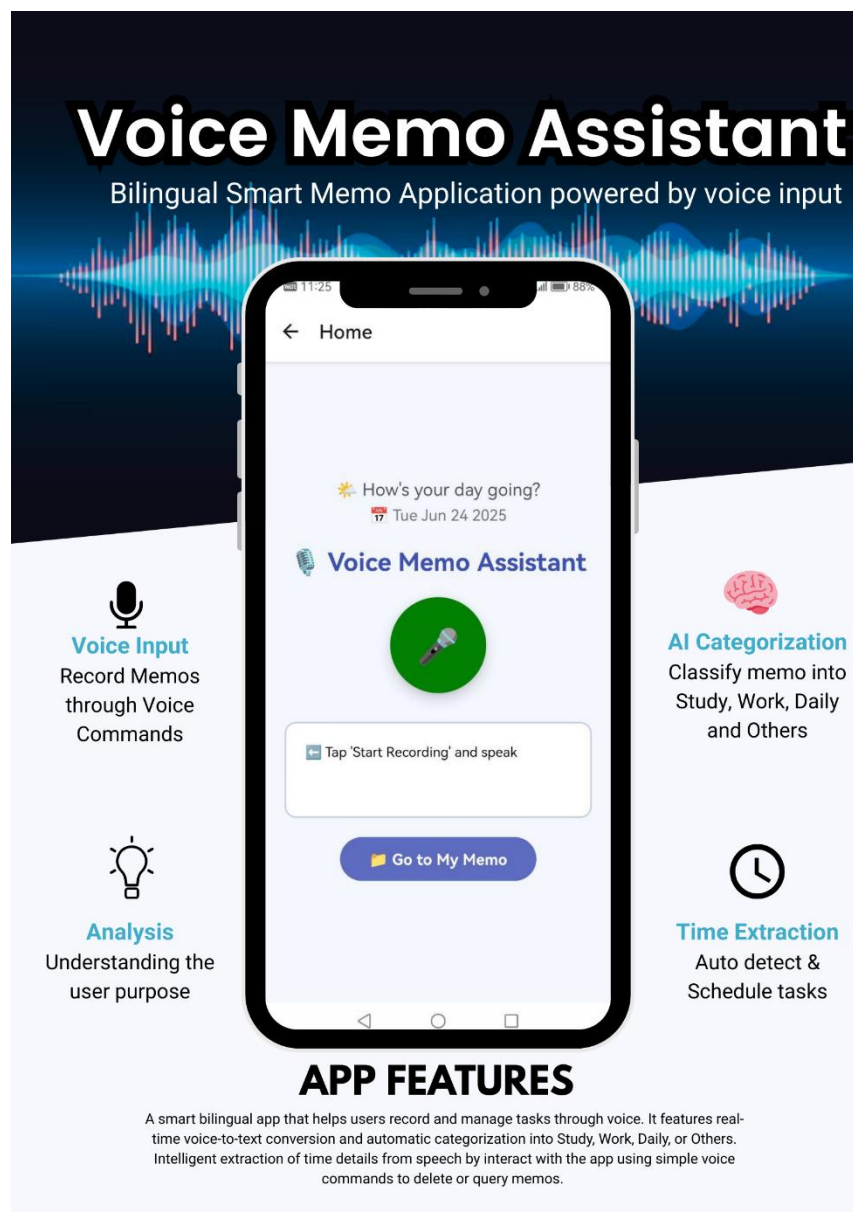 Voice Memo Assistant
Bilingual Smart Memo Application powered by voice input
11:25
88%
← Home
How's your day going?
Tue Jun 24 2025
Voice Memo Assistant
Tap 'Start Recording' and speak
Go to My Memo
Voice Input
Record Memos
through Voice
Commands
Analysis
Understanding the
user purpose
AI Categorization
Classify memo into
Study, Work, Daily
and Others
Time Extraction
Auto detect &
Schedule tasks
APP FEATURES
A smart bilingual app that helps users record and manage tasks through voice. It features real-
time voice-to-text conversion and automatic categorization into Study, Work, Daily, or Others.
Intelligent extraction of time details from speech by interact with the app using simple voice
commands to delete or query memos.